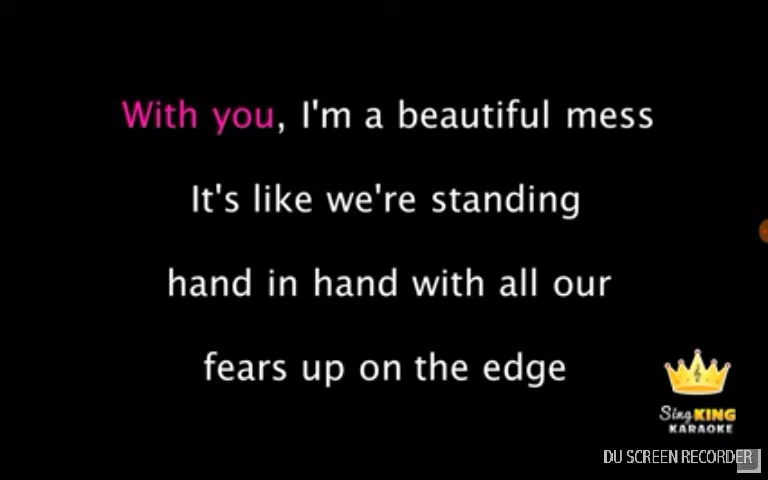 With you, I'm a beautiful mess
It's like we're standing
hand in hand with all our
fears up on the edge
Sing KING
KARAOKE
DU SCREEN RECORDER